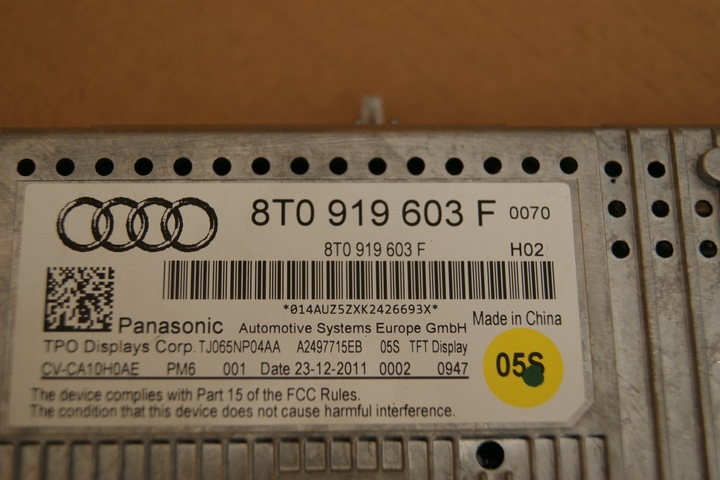 8T0 919 603 F 0070
8T0 919 603 F H02
*014AUZ5ZXK2426693X*
Panasonic Automotive Systems Europe GmbH Made in China
TPO Displays Corp. TJ065NP04AA A2497715EB 05S TFT Display
CV-CA10H0AE PM6 001 Date 23-12-2011 0002 0947
05S
The device complies with Part 15 of the FCC Rules.
The condition that this device does not cause harmful interference.